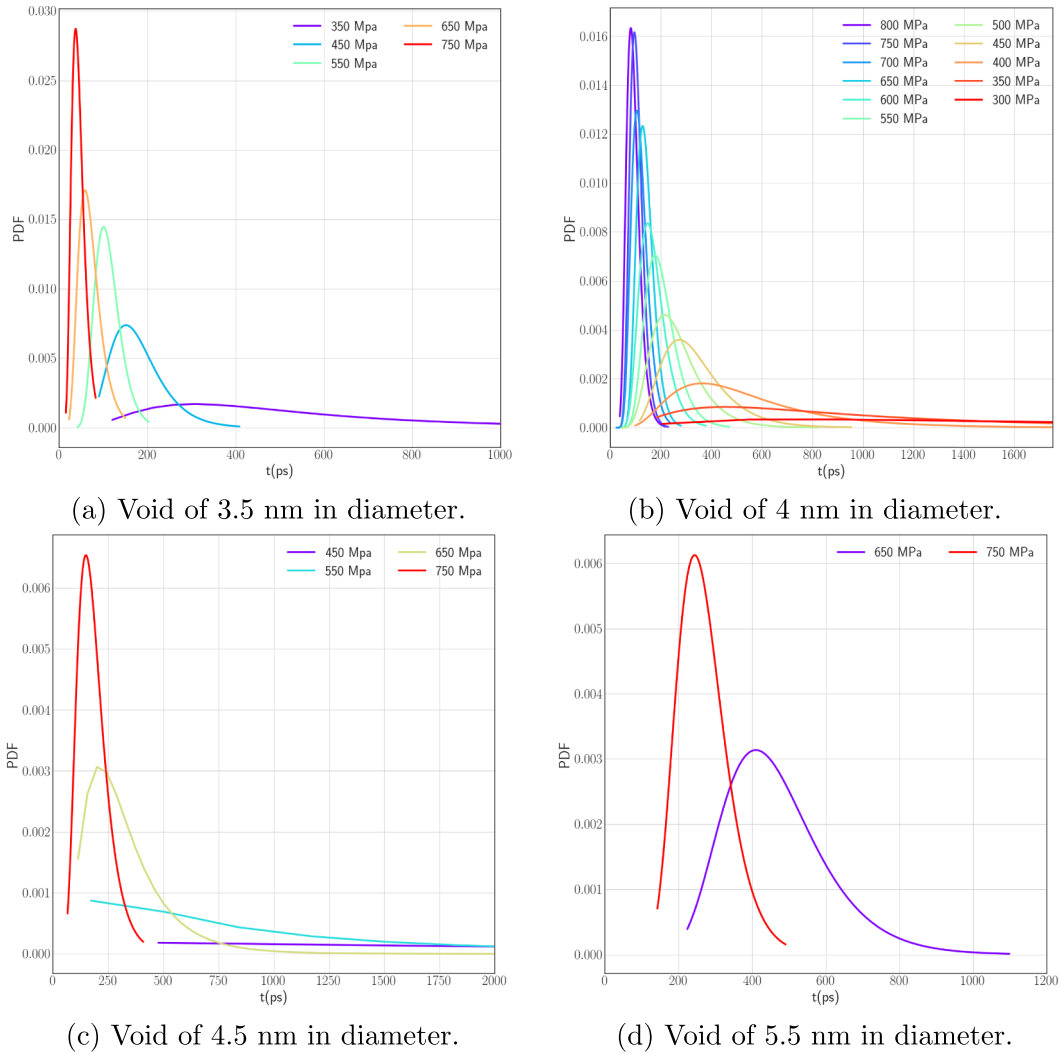 0.030
0.025
0.020
0.015
0.010
0.005
0.000
PDF
350 Mpa
450 Mpa
550 Mpa
650 Mpa
750 Mpa
0 200 400 600 800 1000
t(ps)
(a) Void of 3.5 nm in diameter.
0.016
0.014
0.012
0.010
0.008
0.006
0.004
0.002
0.000
PDF
800 MPa
750 MPa
700 MPa
650 MPa
600 MPa
550 MPa
500 MPa
450 MPa
400 MPa
350 MPa
300 MPa
0 200 400 600 800 1000 1200 1400 1600
t(ps)
(b) Void of 4 nm in diameter.
0.006
0.005
0.004
0.003
0.002
0.001
0.000
PDF
450 Mpa
550 Mpa
650 Mpa
750 Mpa
0 250 500 750 1000 1250 1500 1750 2000
t(ps)
(c) Void of 4.5 nm in diameter.
0.006
0.005
0.004
0.003
0.002
0.001
0.000
PDF
650 MPa
750 MPa
0 200 400 600 800 1000 1200
t(ps)
(d) Void of 5.5 nm in diameter.